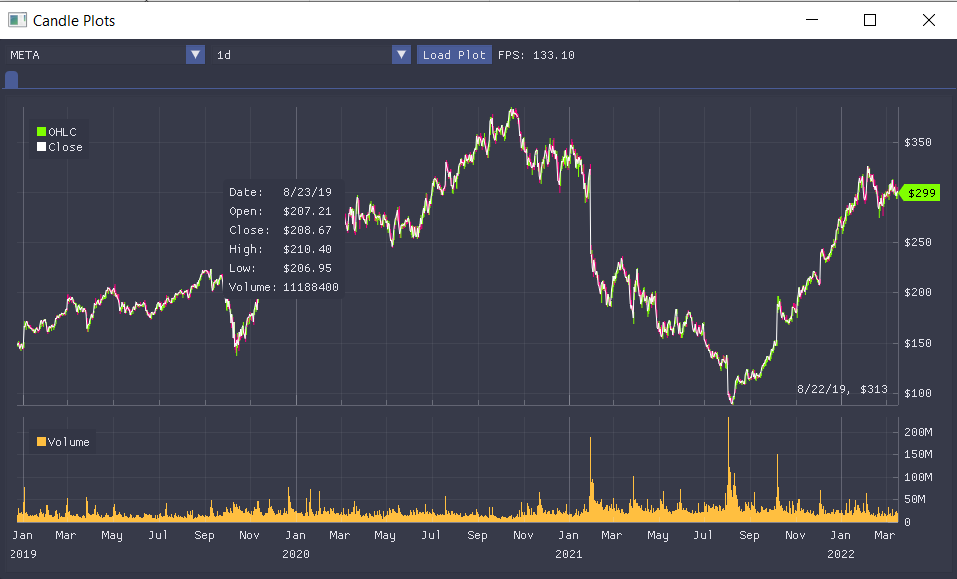 Candle Plots
META 1d Load Plot FPS: 133.10
OHLC
Close
Date: 8/23/19
Open: $207.21
Close: $208.67
High: $210.40
Low: $206.95
Volume: 11188400
$350
$299
$250
$200
$150
$100
8/22/19, $313
Volume
200M
150M
100M
50M
0
Jan Mar May Jul Sep Nov Jan Mar May Jul Sep Nov Jan Mar May Jul Sep Nov Jan Mar
2019 2020 2021 2022